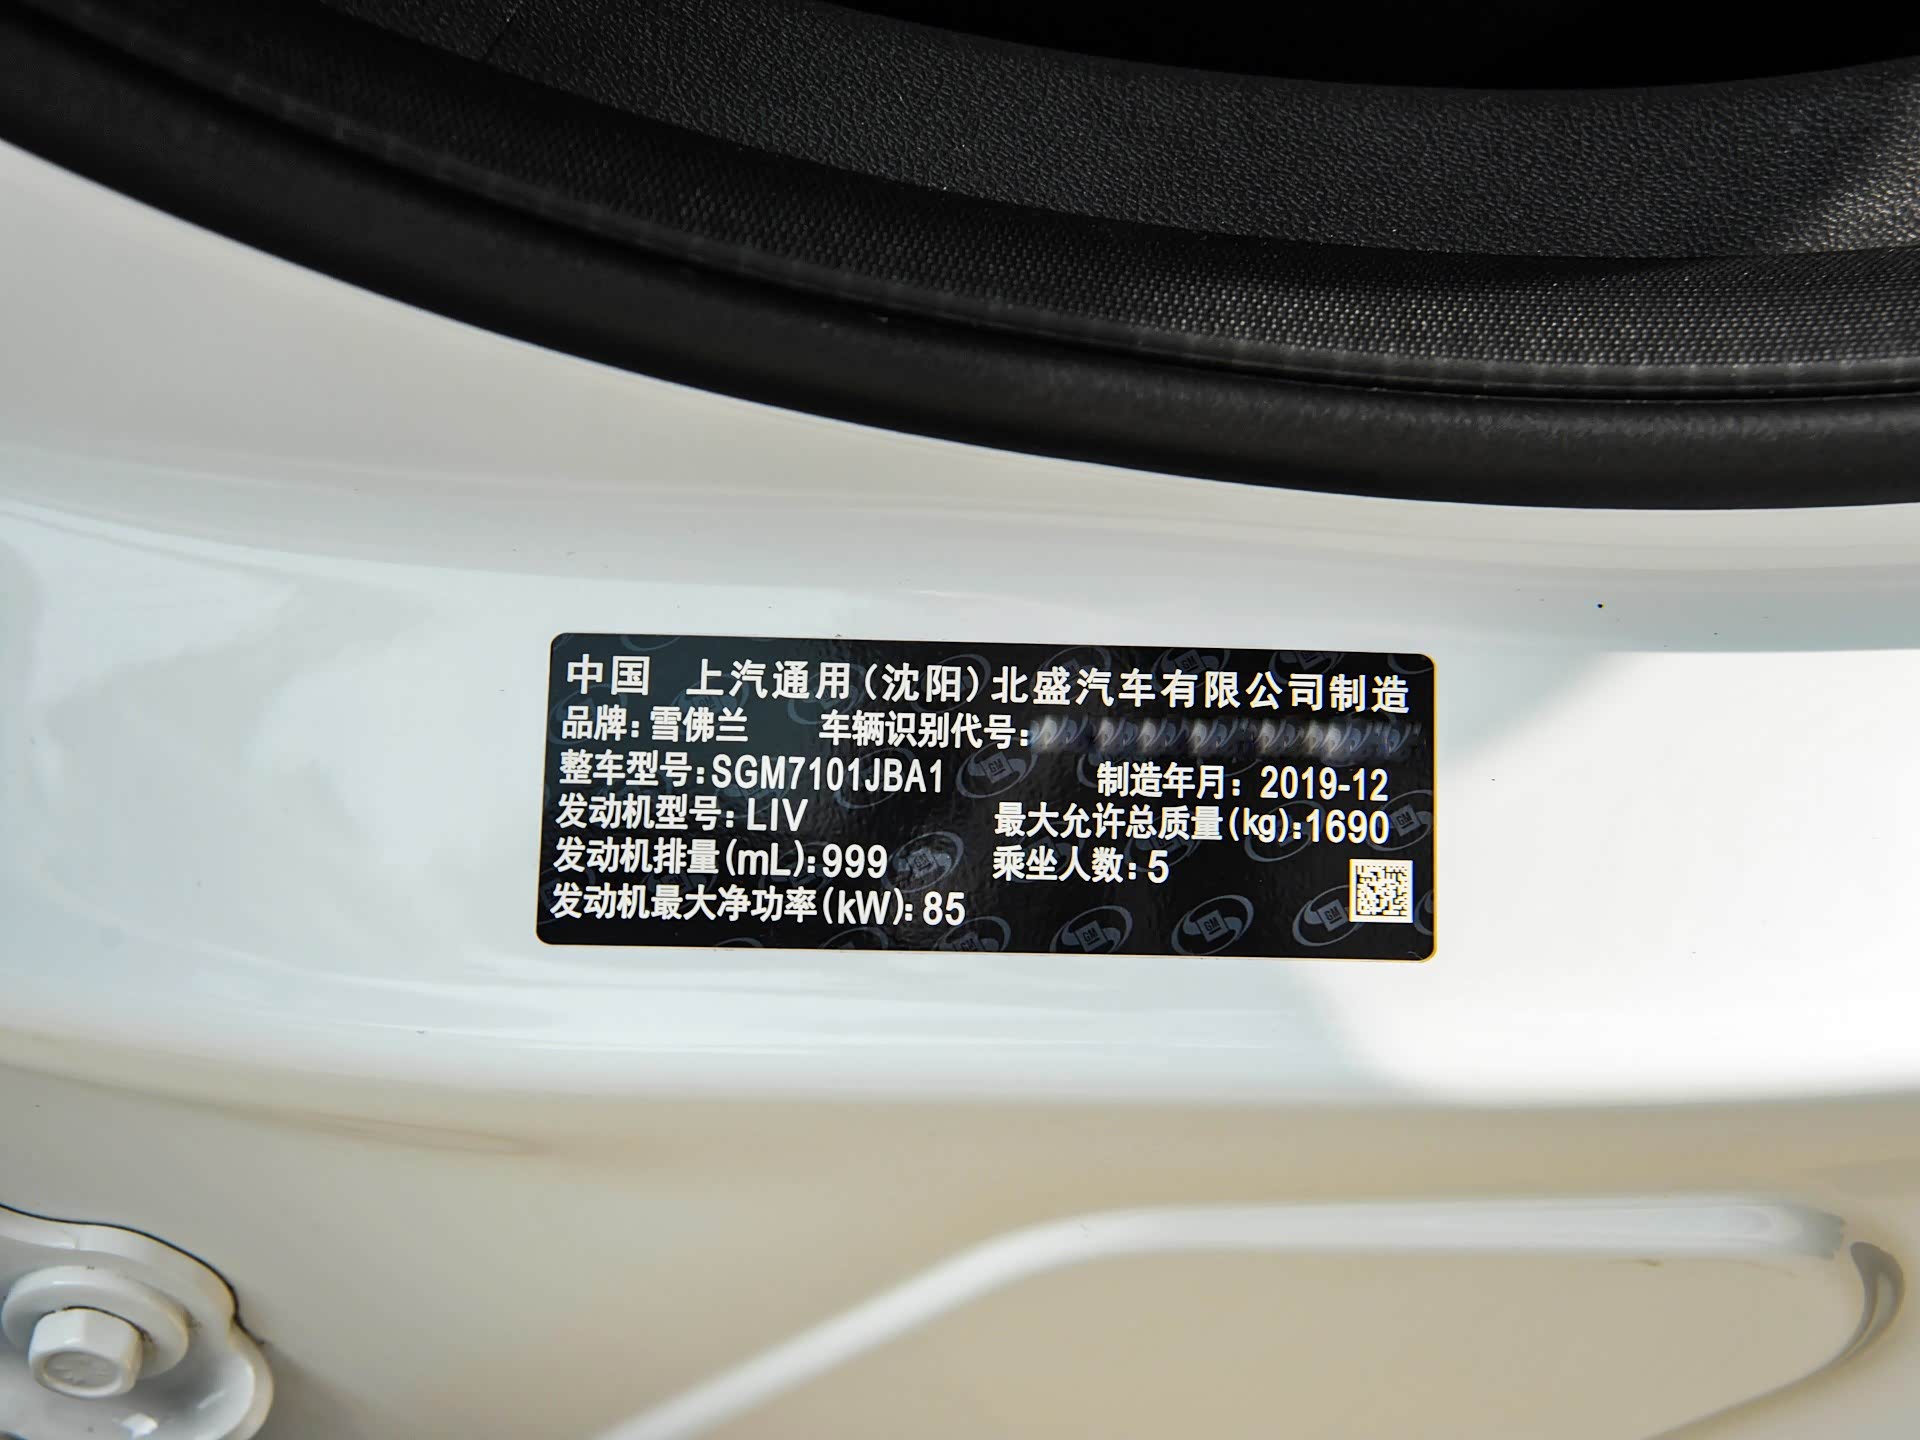 中国 上汽通用(沈阳)北盛汽车有限公司制造
品牌:雪佛兰 车辆识别代号:
整车型号:SGM7101JBA1 制造年月: 2019-12
发动机型号:LIV 最大允许总质量(kg):1690
发动机排量(mL):999 乘坐人数:5
发动机最大净功率(kW):85